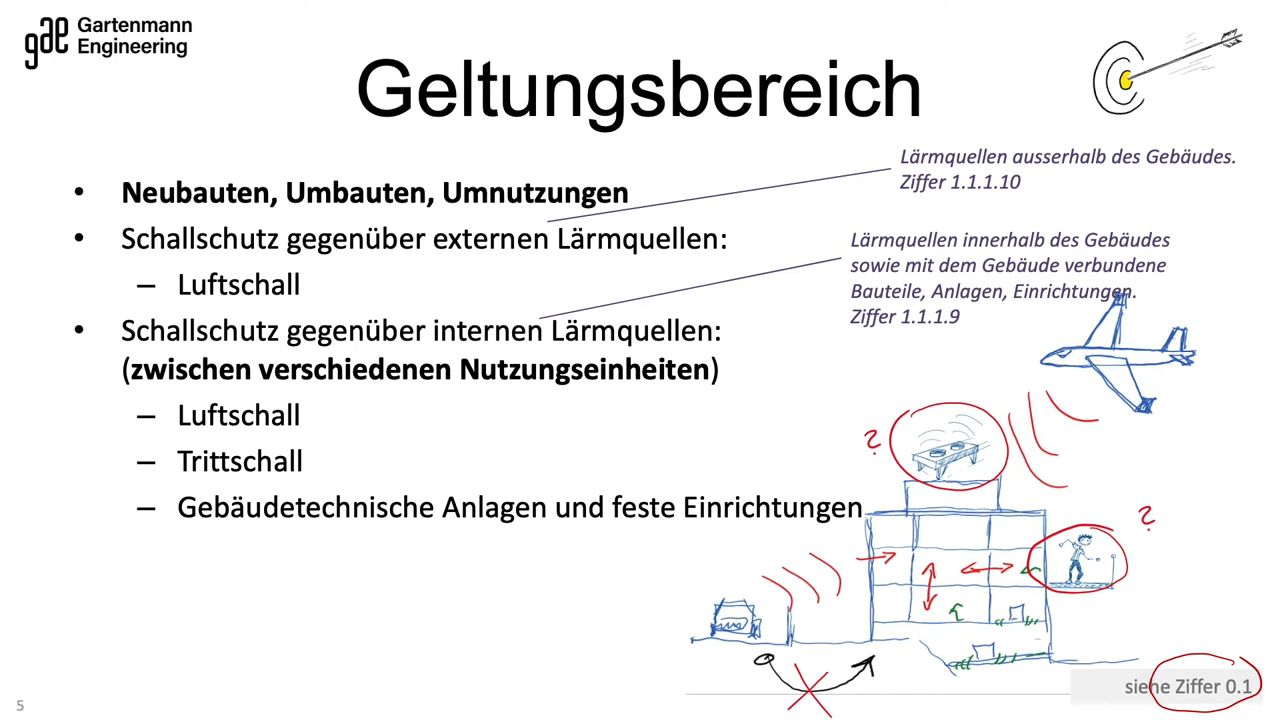 gae Gartenmann
Engineering
Geltungsbereich
• Neubauten, Umbauten, Umnutzungen
• Schallschutz gegenüber externen Lärmquellen:
– Luftschall
• Schallschutz gegenüber internen Lärmquellen:
(zwischen verschiedenen Nutzungseinheiten)
– Luftschall
– Trittschall
– Gebäudetechnische Anlagen und feste Einrichtungen
Lärmquellen ausserhalb des Gebäudes.
Ziffer 1.1.1.10
Lärmquellen innerhalb des Gebäudes
sowie mit dem Gebäude verbundene
Bauteile, Anlagen, Einrichtungen.
Ziffer 1.1.1.9
?
?
siehe Ziffer 0.1
5